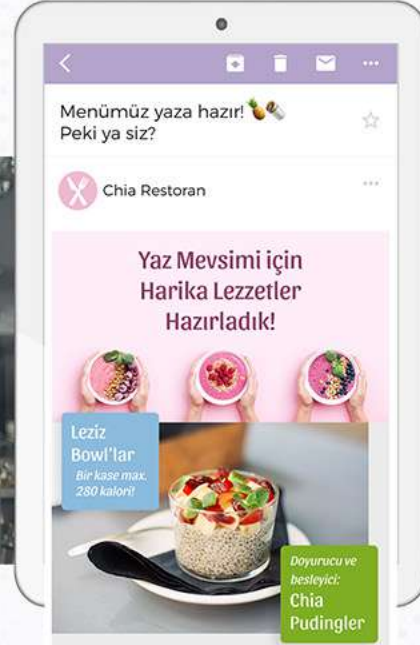 Menümüz yaza hazır! 🍍🌯
Peki ya siz?
Chia Restoran
Yaz Mevsimi için
Harika Lezzetler
Hazırladık!
Leziz
Bowl'lar
Bir kase max.
280 kalori!
Doyurucu ve
besleyici:
Chia
Pudingler